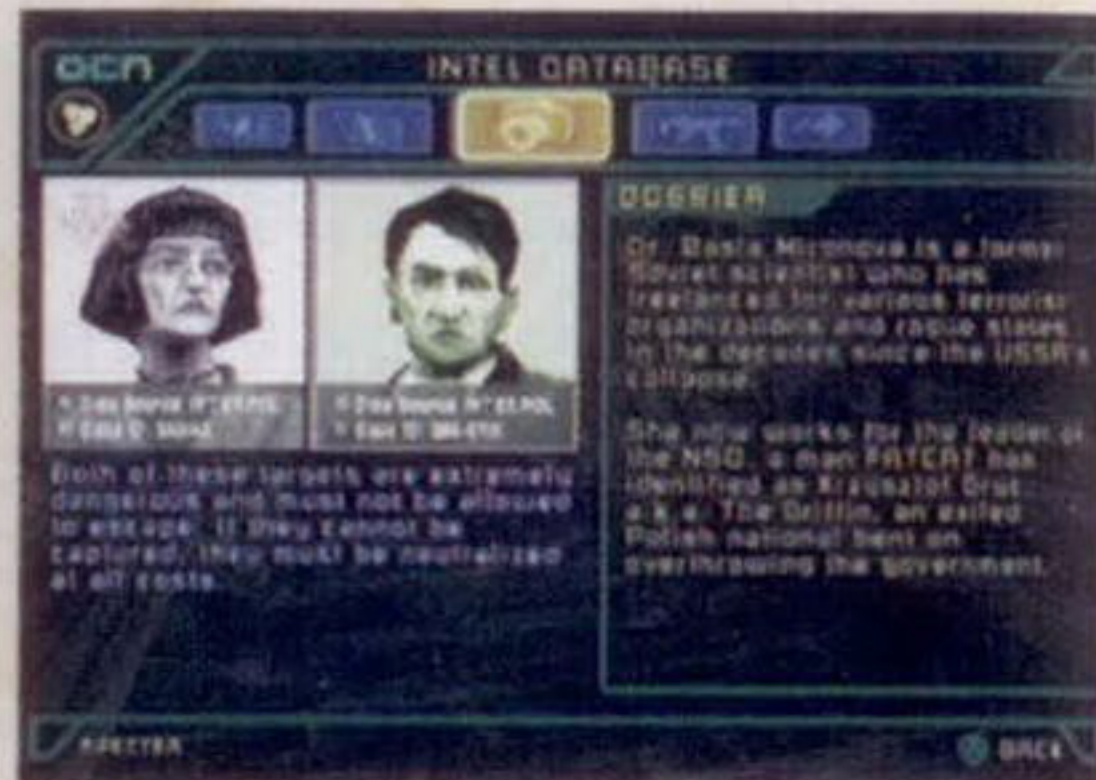 OCN
INTEL DATABASE
Both of these targets are extremely
dangerous and must not be allowed
to escape. If they cannot be
captured, they must be neutralized
at all costs.
DOSSIER
Dr. Mironova is a former
Soviet scientist who has
freelanced for various terrorist
organizations and rogue states
in the decades since the USSR's
collapse.
She now works for the leader of
the NSO, a man FATCAT has
identified as
a.k.a. The Griffin, an exiled
Polish national bent on
overthrowing the government.
SPECTER
BACK